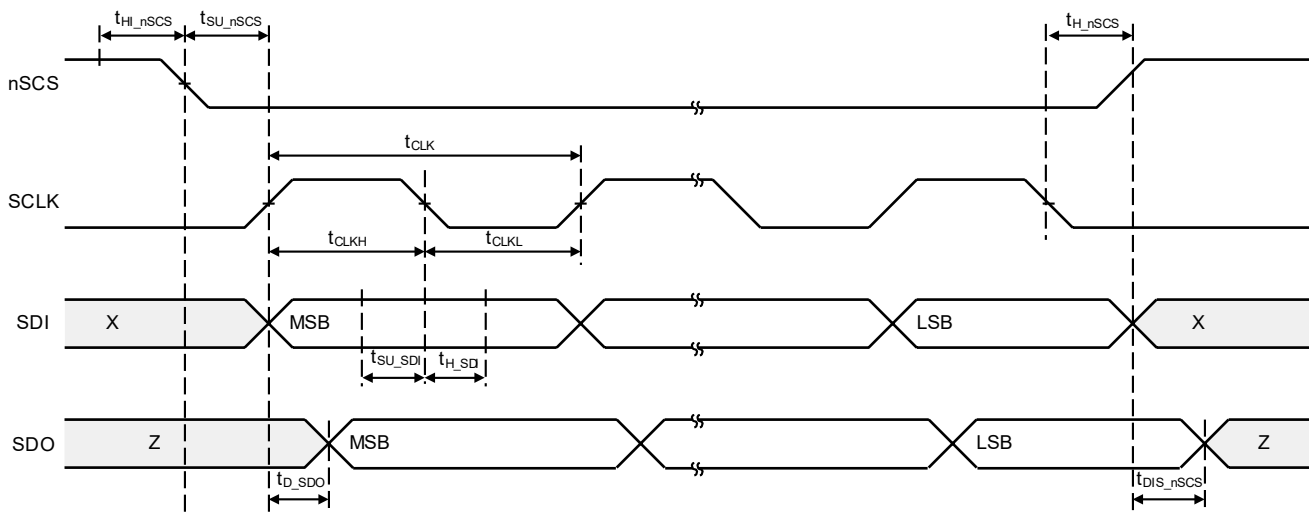 tHI_nSCS tSU_nSCS tH_nSCS
nSCS
tCLK
SCLK
tCLKH tCLKL
SDI X MSB LSB X
tSU_SDI tH_SDI
SDO Z MSB LSB Z
tD_SDO tDIS_nSCS